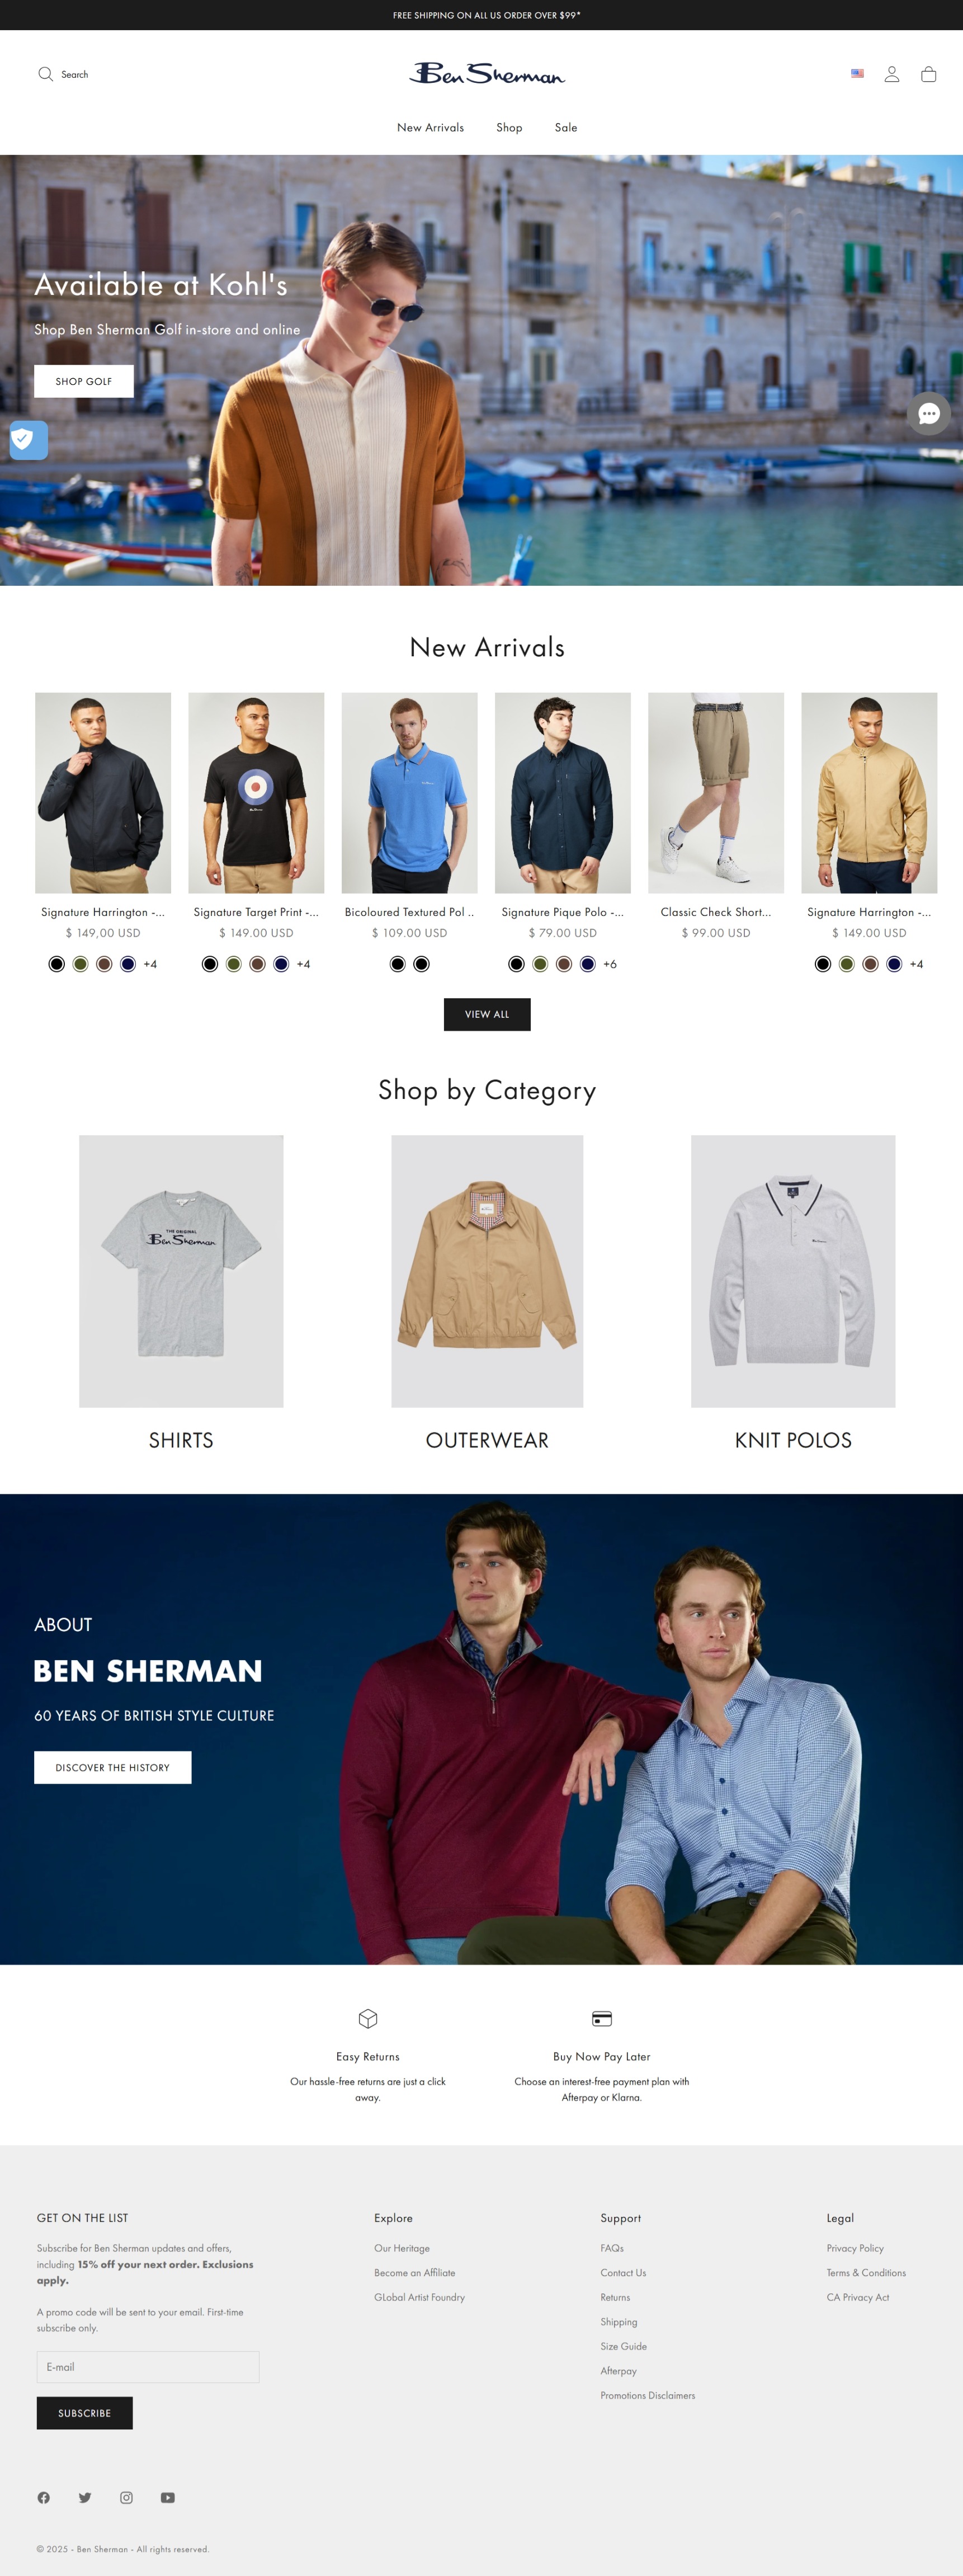 FREE SHIPPING ON ALL US ORDER OVER $99*
Search
Ben Sherman
New Arrivals Shop Sale
Available at Kohl's
Shop Ben Sherman Golf in-store and online
SHOP GOLF
New Arrivals
Signature Harrington -... Signature Target Print -... Bicoloured Textured Pol .. Signature Pique Polo -... Classic Check Short... Signature Harrington -...
$ 149,00 USD $ 149.00 USD $ 109.00 USD $ 79.00 USD $ 99.00 USD $ 149.00 USD
+4 +4 +6 +4
VIEW ALL
Shop by Category
THE ORIGINAL
Ben Sherman
SHIRTS OUTERWEAR KNIT POLOS
ABOUT
BEN SHERMAN
60 YEARS OF BRITISH STYLE CULTURE
DISCOVER THE HISTORY
Easy Returns
Our hassle-free returns are just a click
away.
Buy Now Pay Later
Choose an interest-free payment plan with
Afterpay or Klarna.
GET ON THE LIST
Subscribe for Ben Sherman updates and offers,
including 15% off your next order. Exclusions
apply.
A promo code will be sent to your email. First-time
subscribe only.
E-mail
SUBSCRIBE
Explore
Our Heritage
Become an Affiliate
GLobal Artist Foundry
Support
FAQs
Contact Us
Returns
Shipping
Size Guide
Afterpay
Promotions Disclaimers
Legal
Privacy Policy
Terms & Conditions
CA Privacy Act
© 2025 - Ben Sherman - All rights reserved.